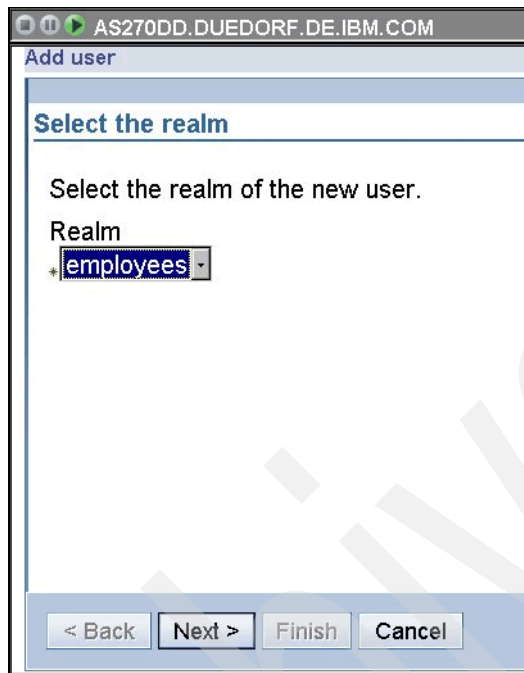 AS270DD.DUEDORF.DE.IBM.COM
Add user
Select the realm
Select the realm of the new user.
Realm
* employees
< Back Next > Finish Cancel